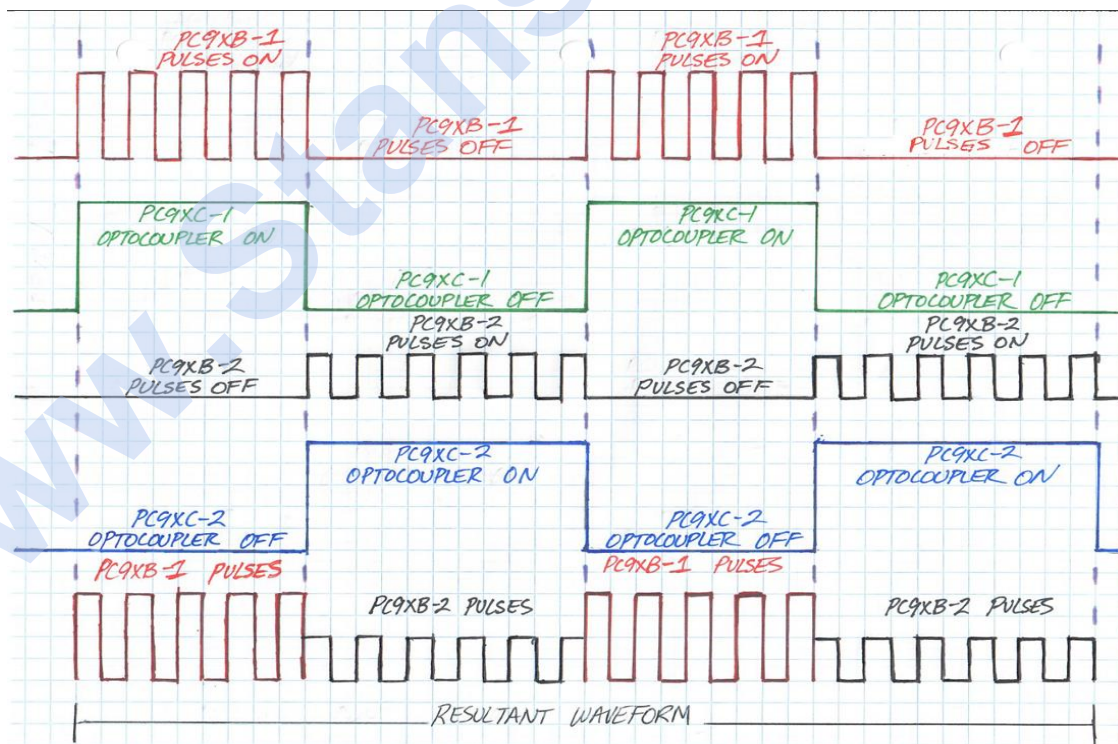 PC9XB-1
PULSES ON
PC9XB-1
PULSES OFF
PC9XB-1
PULSES ON
PC9XB-1
PULSES OFF
PC9XC-1
OPTOCOUPLER ON
PC9XC-1
OPTOCOUPLER OFF
PC9XC-1
OPTOCOUPLER ON
PC9XC-1
OPTOCOUPLER OFF
PC9XB-2
PULSES OFF
PC9XB-2
PULSES ON
PC9XB-2
PULSES OFF
PC9XB-2
PULSES ON
PC9XC-2
OPTOCOUPLER OFF
PC9XC-2
OPTOCOUPLER ON
PC9XC-2
OPTOCOUPLER OFF
PC9XC-2
OPTOCOUPLER ON
PC9XB-1 PULSES
PC9XB-2 PULSES
PC9XB-1 PULSES
PC9XB-2 PULSES
RESULTANT WAVEFORM
www.Stans